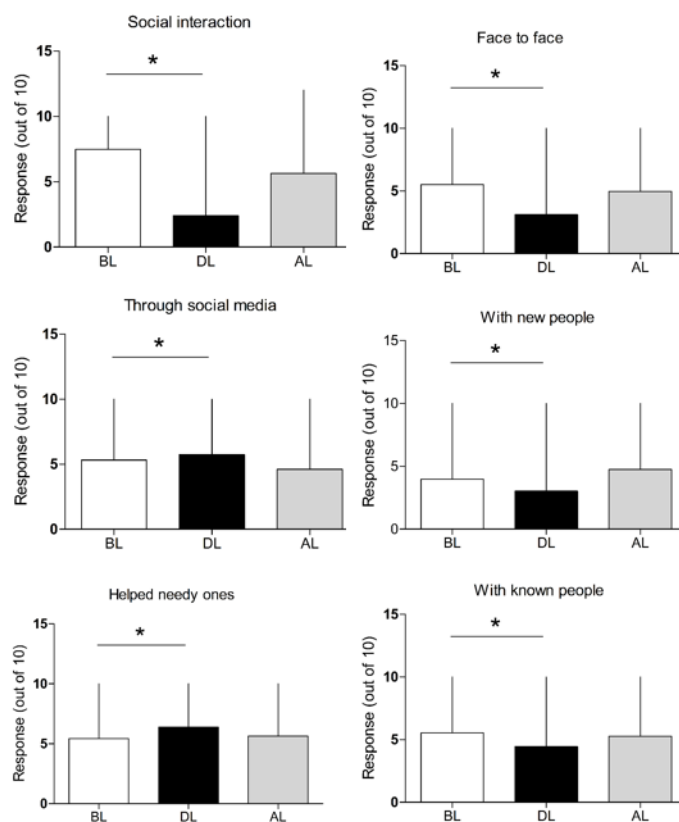 Social interaction
Response (out of 10)
15
10
5
0
*
BL DL AL
Face to face
Response (out of 10)
15
10
5
0
*
BL DL AL
Through social media
Response (out of 10)
15
10
5
0
*
BL DL AL
With new people
Response (out of 10)
15
10
5
0
*
BL DL AL
Helped needy ones
Response (out of 10)
15
10
5
0
*
BL DL AL
With known people
Response (out of 10)
15
10
5
0
*
BL DL AL